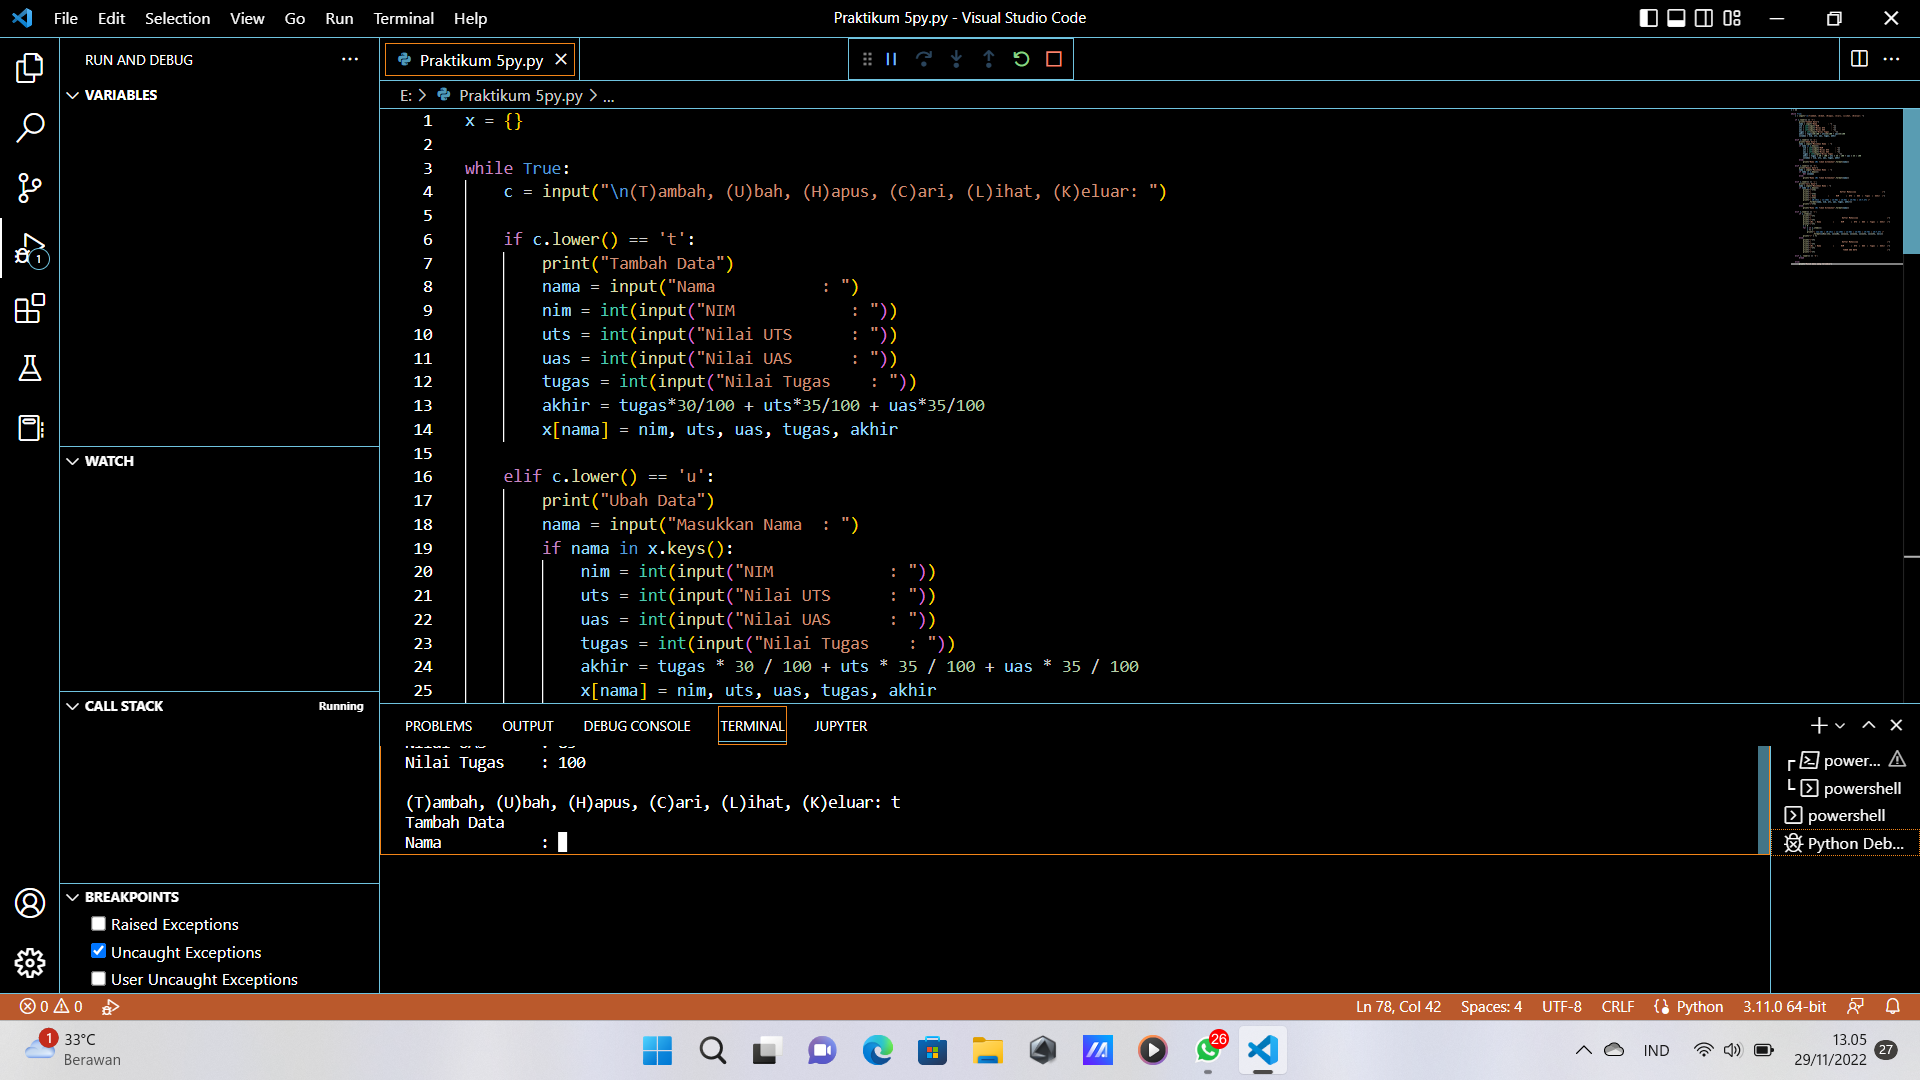 File Edit Selection View Go Run Terminal Help
Praktikum 5py.py - Visual Studio Code
RUN AND DEBUG
Praktikum 5py.py
E: > Praktikum 5py.py > ...
VARIABLES
1 x = {}
2
3 while True:
4 c = input("\n(T)ambah, (U)bah, (H)apus, (C)ari, (L)ihat, (K)eluar: ")
5
6 if c.lower() == 't':
7 print("Tambah Data")
8 nama = input("Nama           : ")
9 nim = int(input("NIM            : "))
10 uts = int(input("Nilai UTS      : "))
11 uas = int(input("Nilai UAS      : "))
12 tugas = int(input("Nilai Tugas    : "))
13 akhir = tugas*30/100 + uts*35/100 + uas*35/100
14 x[nama] = nim, uts, uas, tugas, akhir
15
16 elif c.lower() == 'u':
17 print("Ubah Data")
18 nama = input("Masukkan Nama  : ")
19 if nama in x.keys():
20 nim = int(input("NIM            : "))
21 uts = int(input("Nilai UTS      : "))
22 uas = int(input("Nilai UAS      : "))
23 tugas = int(input("Nilai Tugas    : "))
24 akhir = tugas * 30 / 100 + uts * 35 / 100 + uas * 35 / 100
25 x[nama] = nim, uts, uas, tugas, akhir
WATCH
CALL STACK
Running
BREAKPOINTS
Raised Exceptions
Uncaught Exceptions
User Uncaught Exceptions
PROBLEMS OUTPUT DEBUG CONSOLE TERMINAL JUPYTER
Nilai Tugas    : 100
(T)ambah, (U)bah, (H)apus, (C)ari, (L)ihat, (K)eluar: t
Tambah Data
Nama           :
power...
powershell
powershell
Python Deb...
1
0 0
Ln 78, Col 42 Spaces: 4 UTF-8 CRLF Python 3.11.0 64-bit
1
33°C
Berawan
26
IND
13.05
29/11/2022
27